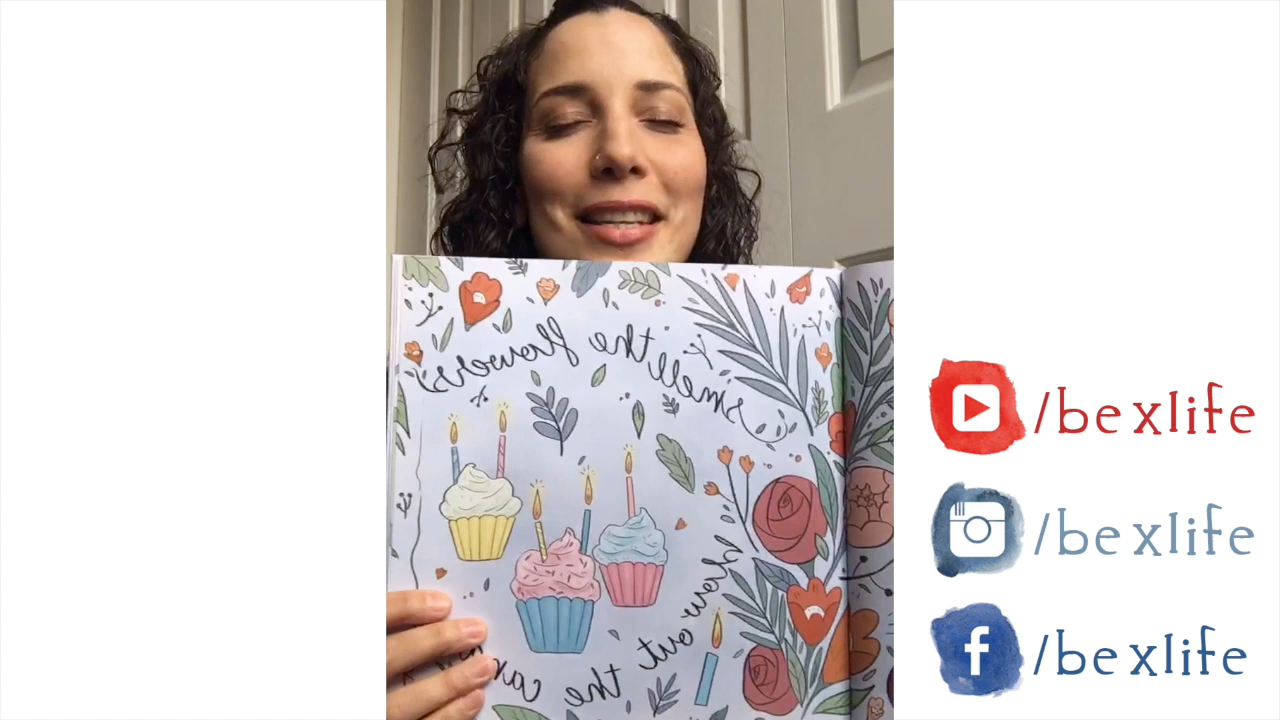 smell the flowers
blow out the
/bexlife
/bexlife
/bexlife